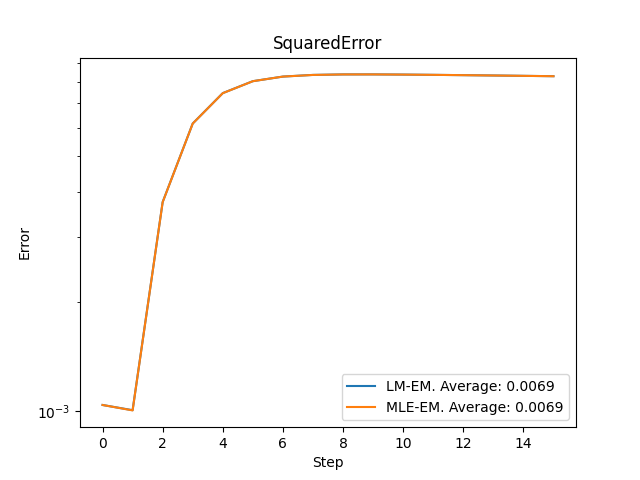 SquaredError
Error
10⁻³
0 2 4 6 8 10 12 14
Step
LM-EM. Average: 0.0069
MLE-EM. Average: 0.0069